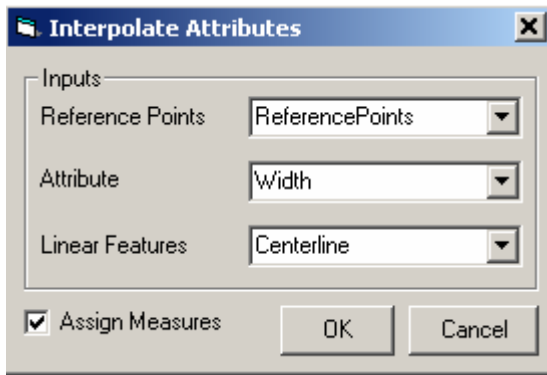 Interpolate Attributes
Inputs
Reference Points ReferencePoints
Attribute Width
Linear Features Centerline
Assign Measures OK Cancel